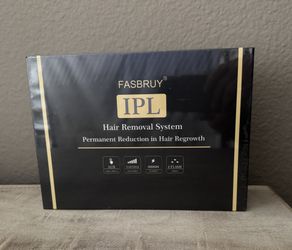 FASBRUY®
IPL
Hair Removal System
Permanent Reduction in Hair Regrowth